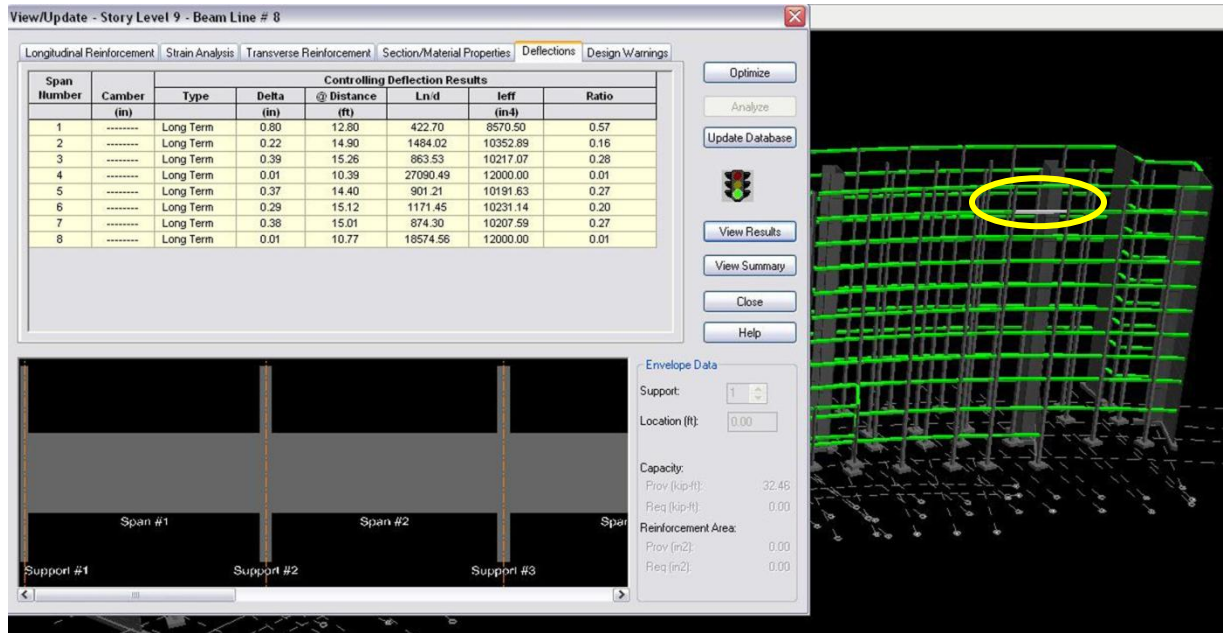 View/Update - Story Level 9 - Beam Line # 8
Longitudinal Reinforcement Strain Analysis Transverse Reinforcement Section/Material Properties Deflections Design Warnings
Span Number Camber (in) Controlling Deflection Results
Type Delta (in) @ Distance (ft) Ln/d Ieff (in4) Ratio
1 -------- Long Term 0.80 12.80 422.70 8570.50 0.57
2 -------- Long Term 0.22 14.90 1484.02 10352.89 0.16
3 -------- Long Term 0.39 15.26 863.53 10217.07 0.28
4 -------- Long Term 0.01 10.39 27090.49 12000.00 0.01
5 -------- Long Term 0.37 14.40 901.21 10191.63 0.27
6 -------- Long Term 0.29 15.12 1171.45 10231.14 0.20
7 -------- Long Term 0.38 15.01 874.30 10207.59 0.27
8 -------- Long Term 0.01 10.77 18574.56 12000.00 0.01
Optimize
Analyze
Update Database
View Results
View Summary
Close
Help
Span #1 Span #2 Span
Support #1 Support #2 Support #3
Envelope Data
Support: 1
Location (ft): 0.00
Capacity:
Prov (kip-ft): 32.46
Req (kip-ft): 0.00
Reinforcement Area:
Prov (in2): 0.00
Req (in2): 0.00